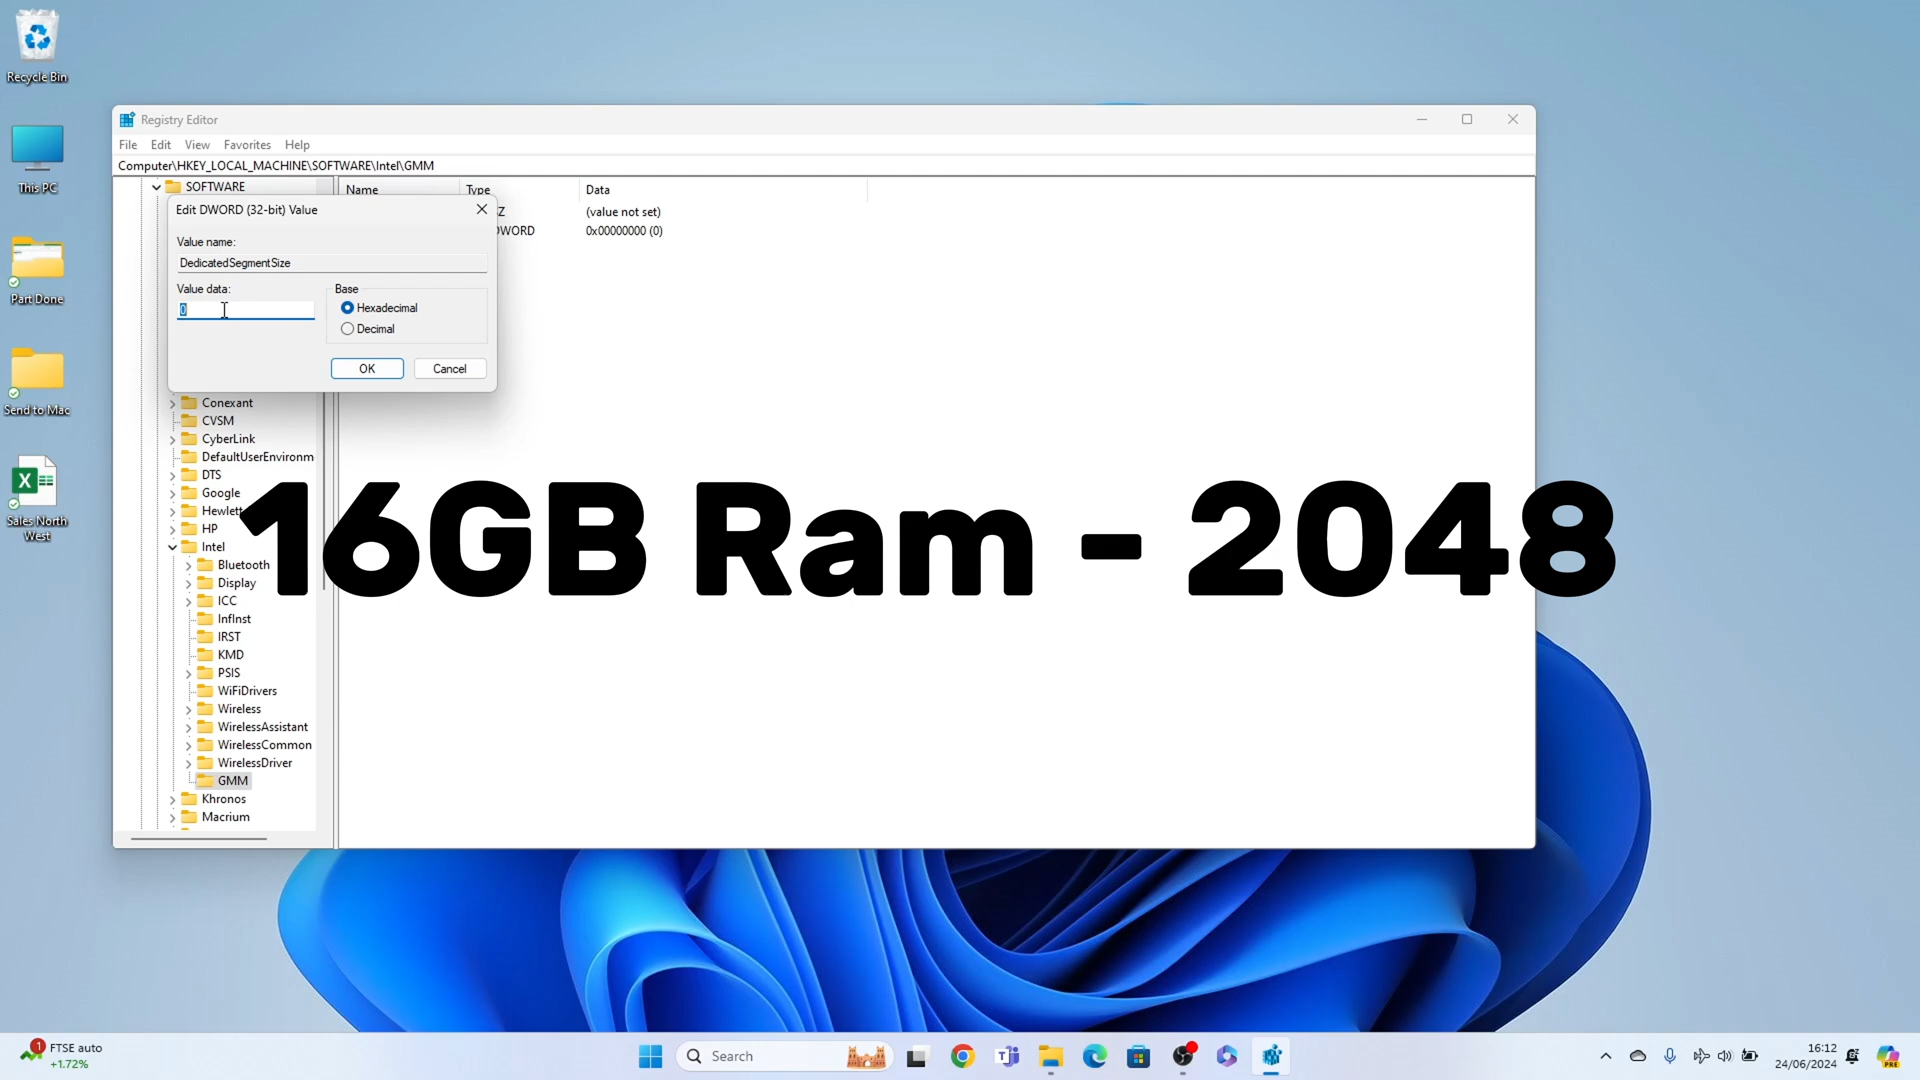 Recycle Bin
This PC
Part Done
Send to Mac
Sales North
West
Registry Editor
File Edit View Favorites Help
Computer\HKEY_LOCAL_MACHINE\SOFTWARE\Intel\GMM
SOFTWARE
Name Type Data
Z (value not set)
DWORD 0x00000000 (0)
Edit DWORD (32-bit) Value
Value name:
DedicatedSegmentSize
Value data:
0
Base
Hexadecimal
Decimal
OK Cancel
Conexant
CVSM
CyberLink
DefaultUserEnvironm
DTS
Google
Hewlett
HP
Intel
Bluetooth
Display
ICC
InfInst
IRST
KMD
PSIS
WiFiDrivers
Wireless
WirelessAssistant
WirelessCommon
WirelessDriver
GMM
Khronos
Macrium
16GB Ram - 2048
1
FTSE auto
+1.72%
Search
16:12
24/06/2024
PRE